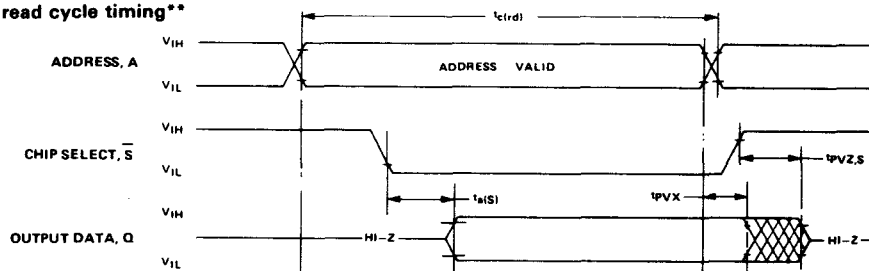 read cycle timing**
tc(rd)
VIH
ADDRESS, A
ADDRESS VALID
VIL
VIH
CHIP SELECT, S̅
VIL
tPVZ,S
ta(S)
tPVX
VIH
OUTPUT DATA, Q
HI–Z
HI–Z
VIL